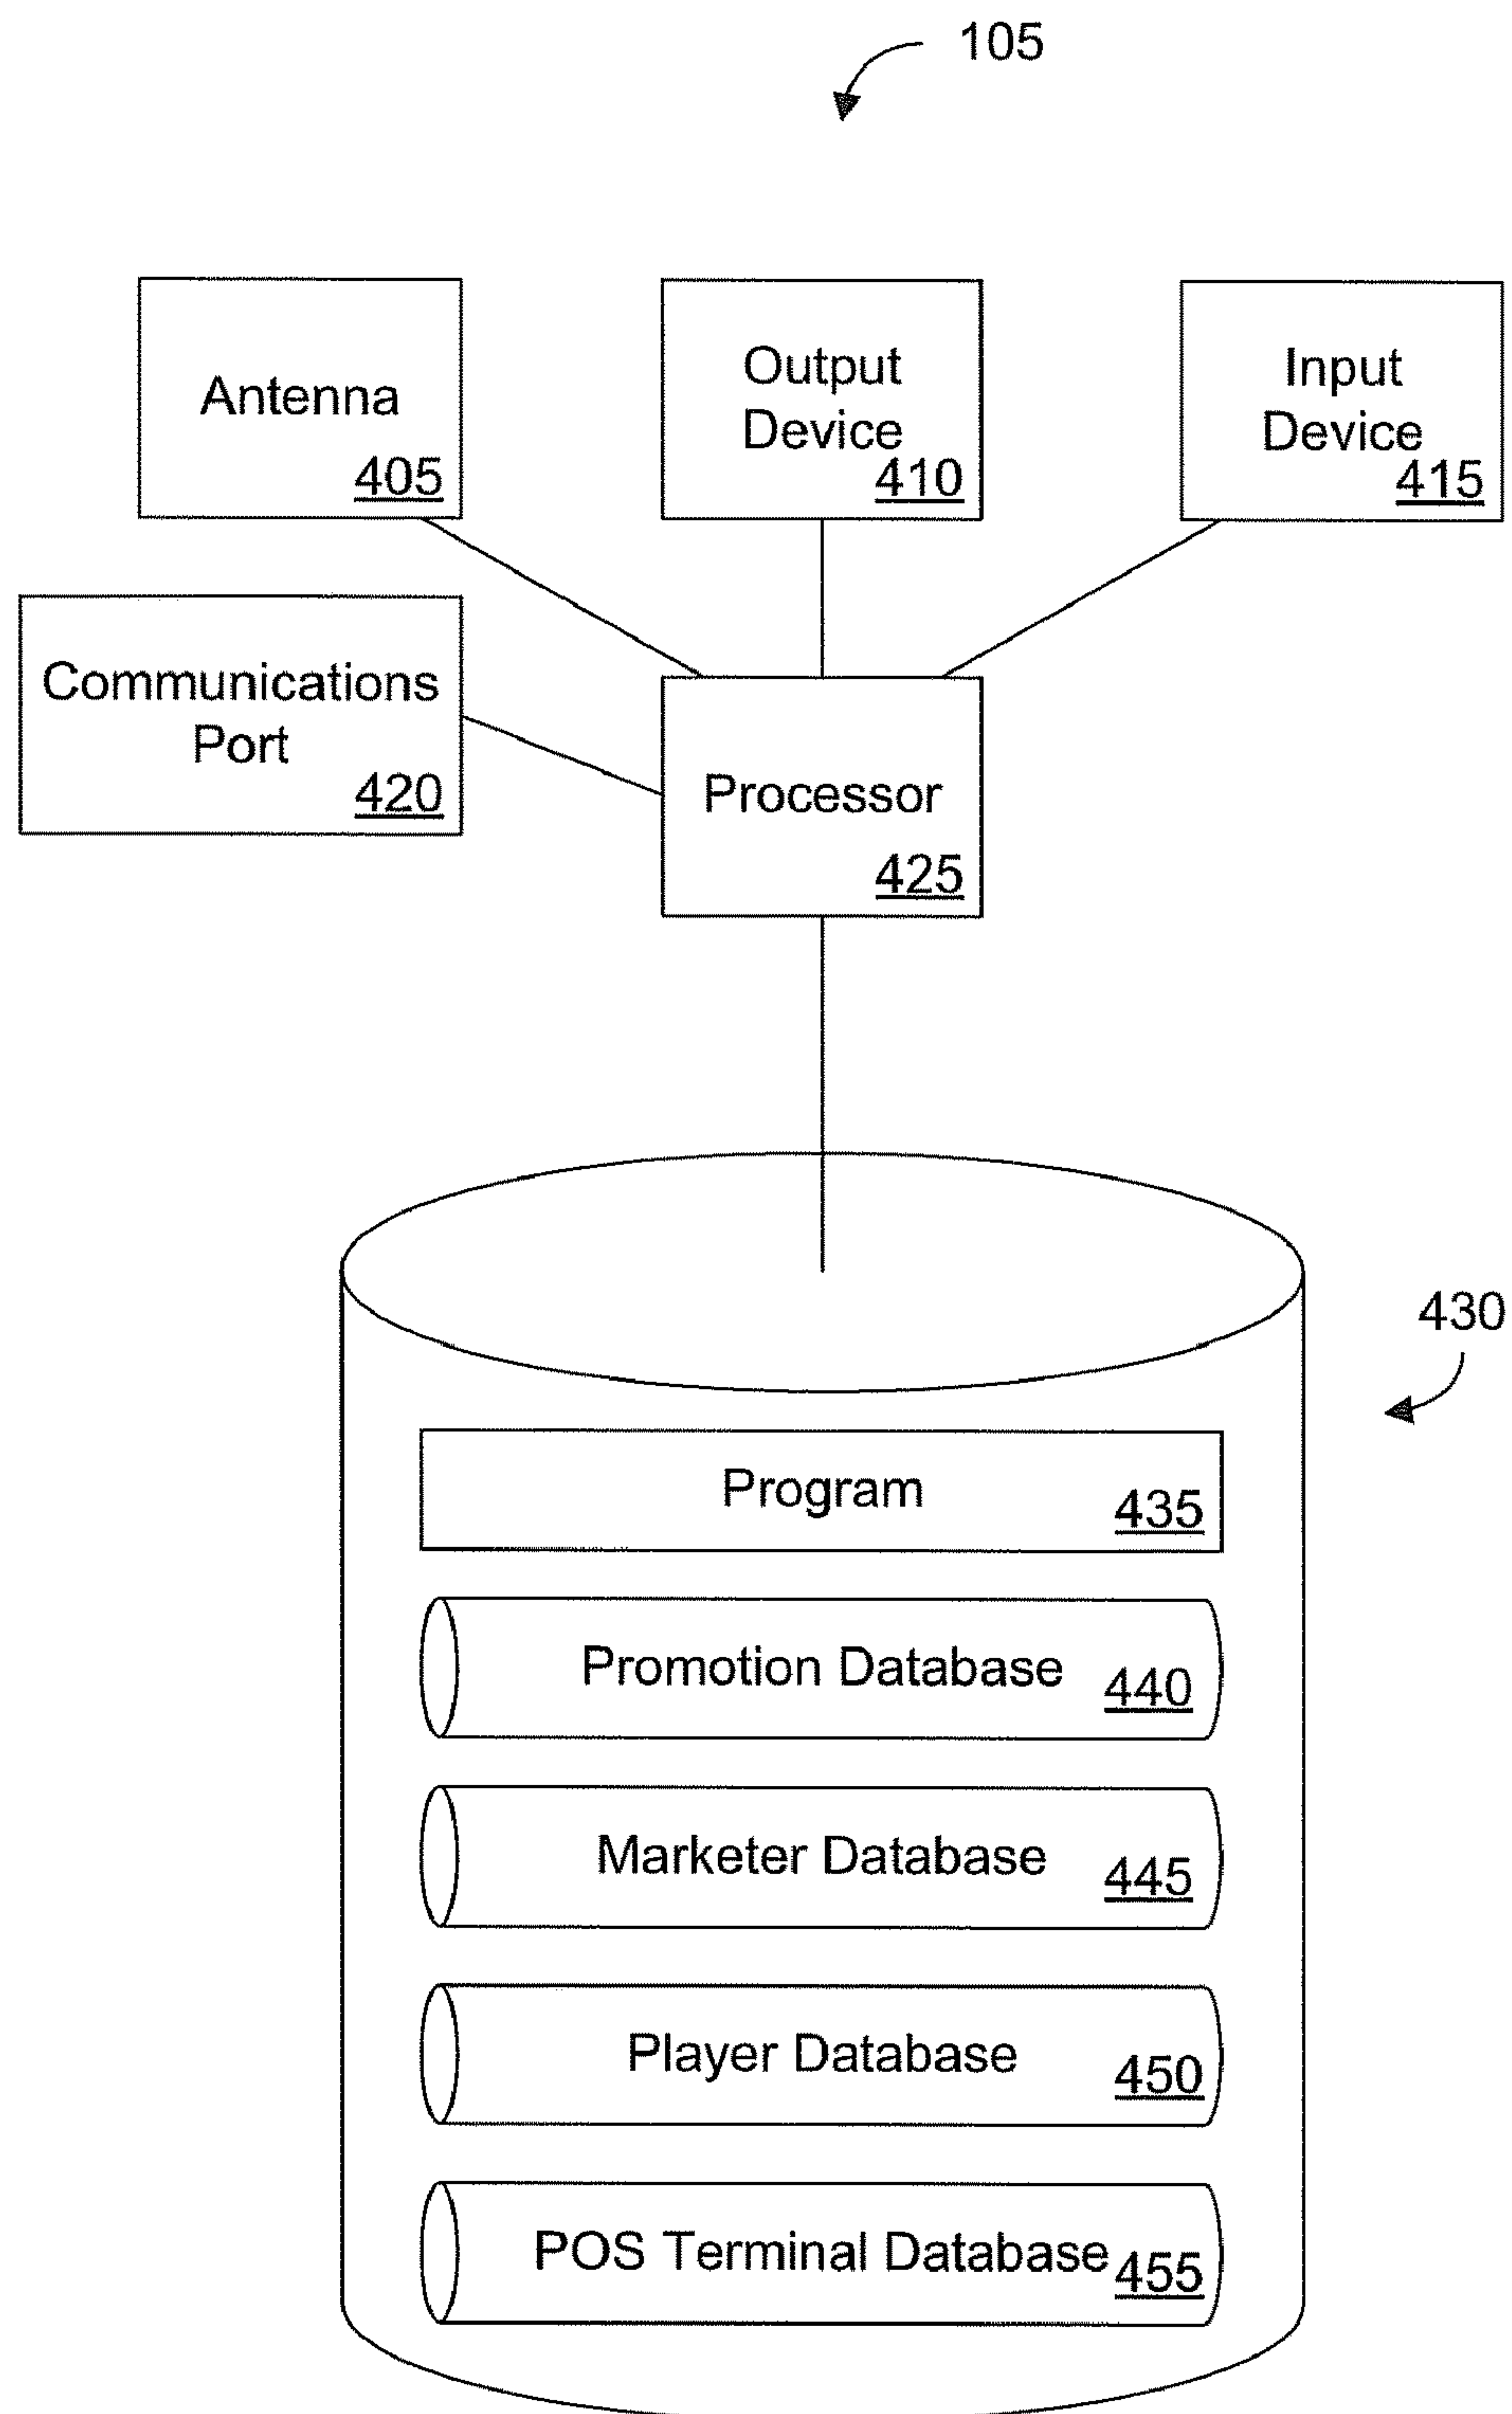 105
Antenna
405
Output
Device
410
Input
Device
415
Communications
Port
420
Processor
425
430
Program
435
Promotion Database
440
Marketer Database
445
Player Database
450
POS Terminal Database
455